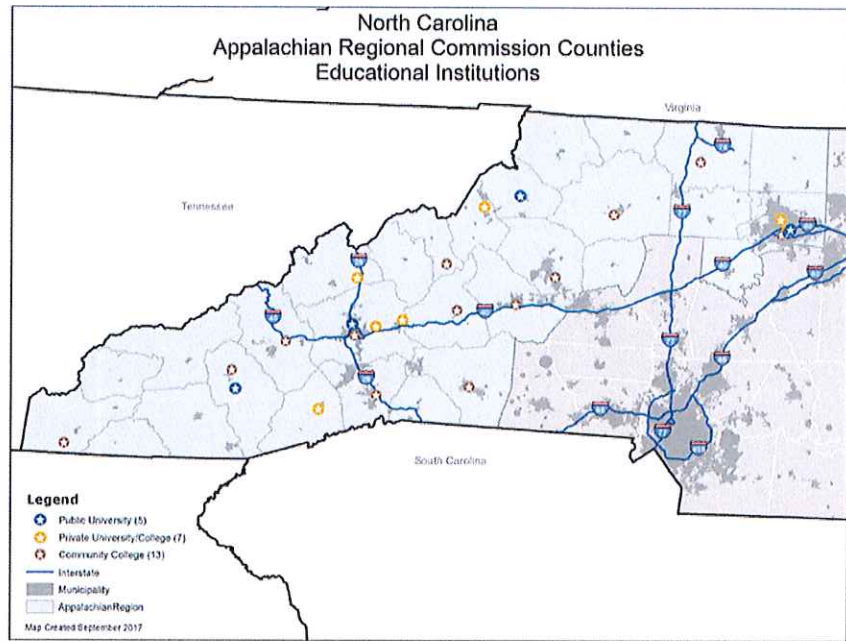 North Carolina
Appalachian Regional Commission Counties
Educational Institutions
Virginia
Tennessee
South Carolina
Legend
Public University (5)
Private University/College (7)
Community College (13)
Interstate
Municipality
Appalachian Region
Map Created September 2017